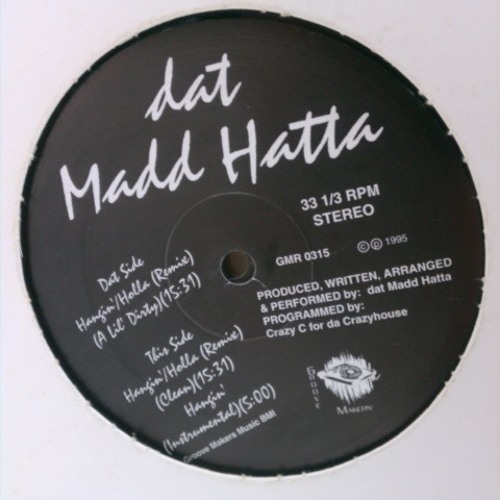 dat
Madd Hatta
33 1/3 RPM
STEREO
GMR 0315
© ℗ 1995
Dat Side
Hangin'/Holla (Remix)
(A Lil' Dirty)(15:31)
This Side
Hangin'/Holla (Remix)
(Clean)(15:31)
Hangin'
(Instrumental)(5:00)
Groove Makers Music BMI
PRODUCED, WRITTEN, ARRANGED
& PERFORMED by: dat Madd Hatta
PROGRAMMED by:
Crazy C for da Crazyhouse
GROOVE
MAKERS'